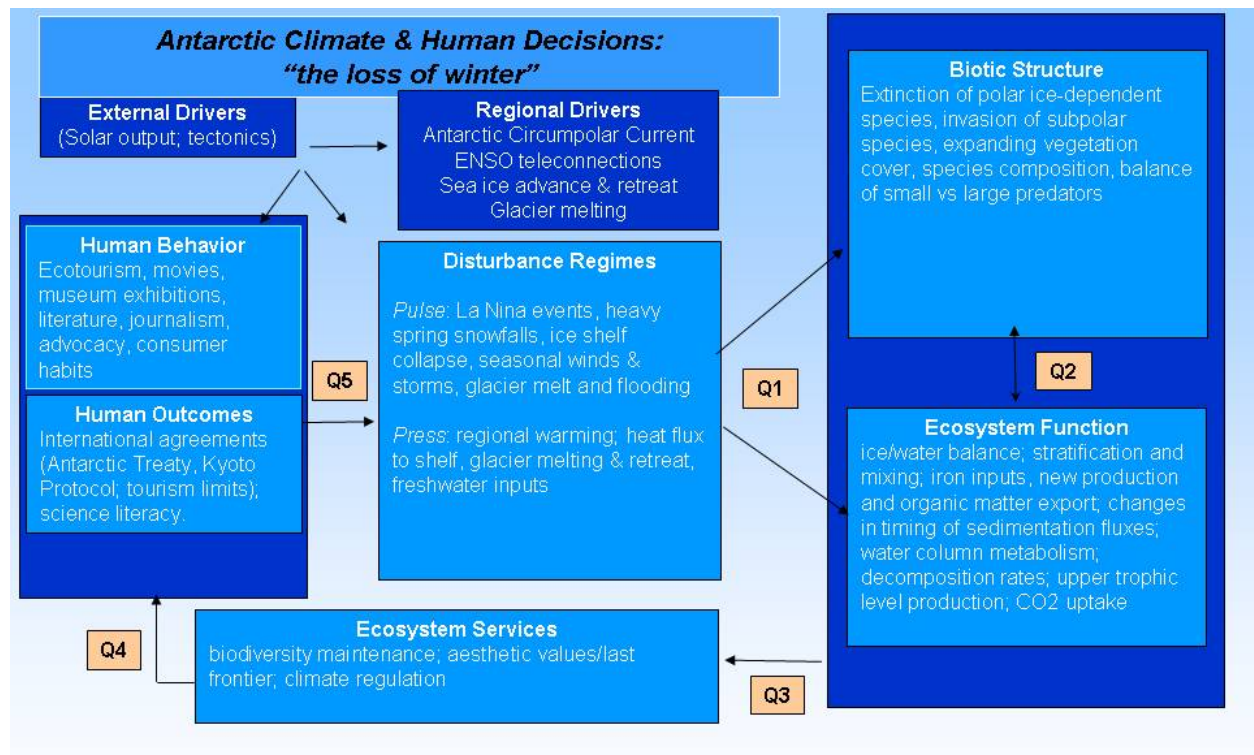 Antarctic Climate & Human Decisions:
“the loss of winter”
External Drivers
(Solar output; tectonics)
Regional Drivers
Antarctic Circumpolar Current
ENSO teleconnections
Sea ice advance & retreat
Glacier melting
Human Behavior
Ecotourism, movies,
museum exhibitions,
literature, journalism,
advocacy, consumer
habits
Human Outcomes
International agreements
(Antarctic Treaty, Kyoto
Protocol; tourism limits);
science literacy.
Q5
Disturbance Regimes
Pulse: La Nina events, heavy
spring snowfalls, ice shelf
collapse, seasonal winds &
storms, glacier melt and flooding
Press: regional warming; heat flux
to shelf, glacier melting & retreat,
freshwater inputs
Q1
Biotic Structure
Extinction of polar ice-dependent
species, invasion of subpolar
species, expanding vegetation
cover, species composition, balance
of small vs large predators
Q2
Ecosystem Function
ice/water balance; stratification and
mixing; iron inputs, new production
and organic matter export; changes
in timing of sedimentation fluxes;
water column metabolism;
decomposition rates; upper trophic
level production; CO2 uptake
Q4
Ecosystem Services
biodiversity maintenance; aesthetic values/last
frontier; climate regulation
Q3